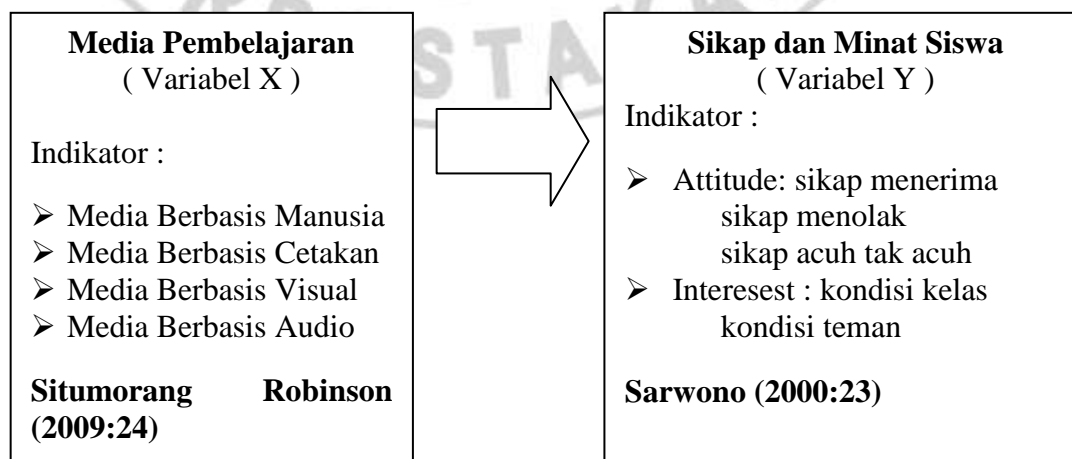 Media Pembelajaran
( Variabel X )
Indikator :
➢ Media Berbasis Manusia
➢ Media Berbasis Cetakan
➢ Media Berbasis Visual
➢ Media Berbasis Audio
Situmorang Robinson
(2009:24)
Sikap dan Minat Siswa
( Variabel Y )
Indikator :
➢ Attitude: sikap menerima
sikap menolak
sikap acuh tak acuh
➢ Interesest : kondisi kelas
kondisi teman
Sarwono (2000:23)